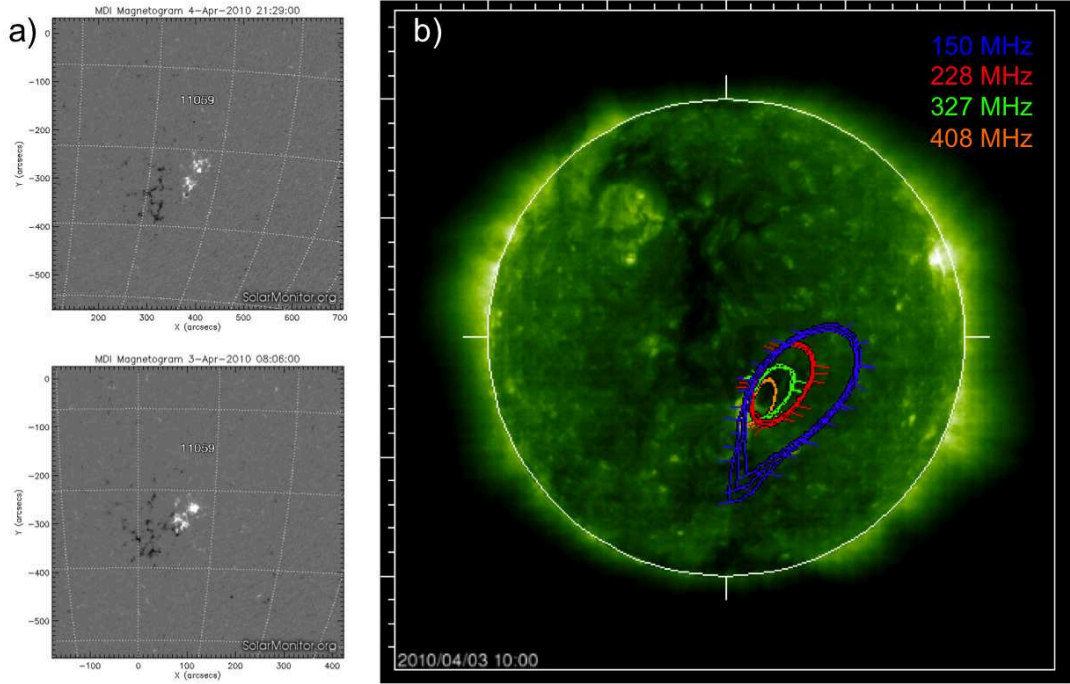 a)
MDI Magnetogram 4-Apr-2010 21:29:00
0
-100
-200
-300
-400
-500
Y (arcsecs)
11059
SolarMonitor.org
200 300 400 500 600 700
X (arcsecs)
MDI Magnetogram 3-Apr-2010 08:06:00
0
-100
-200
-300
-400
-500
Y (arcsecs)
11059
SolarMonitor.org
-100 0 100 200 300 400
X (arcsecs)
b)
150 MHz
228 MHz
327 MHz
408 MHz
2010/04/03 10:00